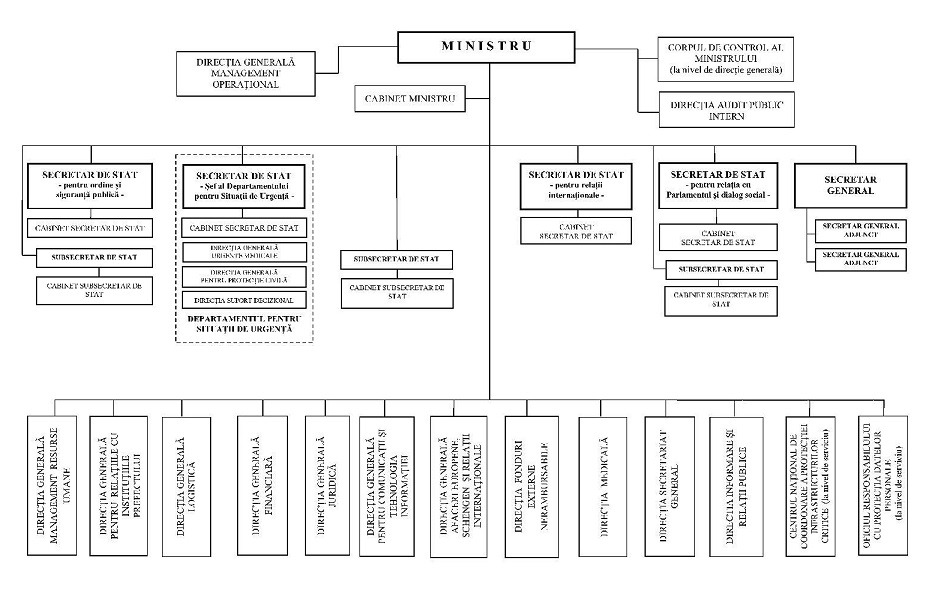 MINISTRU
DIRECȚIA GENERALĂ
MANAGEMENT
OPERAȚIONAL
CORPUL DE CONTROL AL
MINISTRULUI
(la nivel de direcție generală)
CABINET MINISTRU
DIRECȚIA AUDIT PUBLIC
INTERN
SECRETAR DE STAT
- pentru ordine și
siguranță publică -
CABINET SECRETAR DE STAT
SUBSECRETAR DE STAT
CABINET SUBSECRETAR DE
STAT
SECRETAR DE STAT
- Șef al Departamentului
pentru Situații de Urgență -
CABINET SECRETAR DE STAT
DIRECȚIA GENERALĂ
URGENȚE MEDICALE
DIRECȚIA GENERALĂ
PENTRU PROTECȚIE CIVILĂ
DIRECȚIA SUPORT DECIZIONAL
DEPARTAMENTUL PENTRU
SITUAȚII DE URGENȚĂ
SUBSECRETAR DE STAT
CABINET SUBSECRETAR DE
STAT
SECRETAR DE STAT
- pentru relații
internaționale -
CABINET
SECRETAR DE STAT
SECRETAR DE STAT
- pentru relația cu
Parlamentul și dialog social -
CABINET
SECRETAR DE STAT
SUBSECRETAR DE STAT
CABINET SUBSECRETAR DE
STAT
SECRETAR
GENERAL
SECRETAR GENERAL
ADJUNCT
SECRETAR GENERAL
ADJUNCT
DIRECȚIA GENERALĂ
MANAGEMENT RESURSE
UMANE
DIRECȚIA GENERALĂ
PENTRU RELAȚIILE CU
INSTITUȚIILE
PREFECTULUI
DIRECȚIA GENERALĂ
LOGISTICĂ
DIRECȚIA GENERALĂ
FINANCIARĂ
DIRECȚIA GENERALĂ
JURIDICĂ
DIRECȚIA GENERALĂ
PENTRU COMUNICAȚII ȘI
TEHNOLOGIA
INFORMAȚIEI
DIRECȚIA GENERALĂ
AFACERI EUROPENE,
SCHENGEN ȘI RELAȚII
INTERNAȚIONALE
DIRECȚIA FONDURI
EXTERNE
NERAMBURSABILE
DIRECȚIA MEDICALĂ
DIRECȚIA SECRETARIAT
GENERAL
DIRECȚIA INFORMARE ȘI
RELAȚII PUBLICE
CENTRUL NAȚIONAL DE
COORDONARE A PROTECȚIEI
INFRASTRUCTURILOR
CRITICE (la nivel de serviciu)
OFICIUL RESPONSABILULUI
CU PROTECȚIA DATELOR
PERSONALE
(la nivel de serviciu)